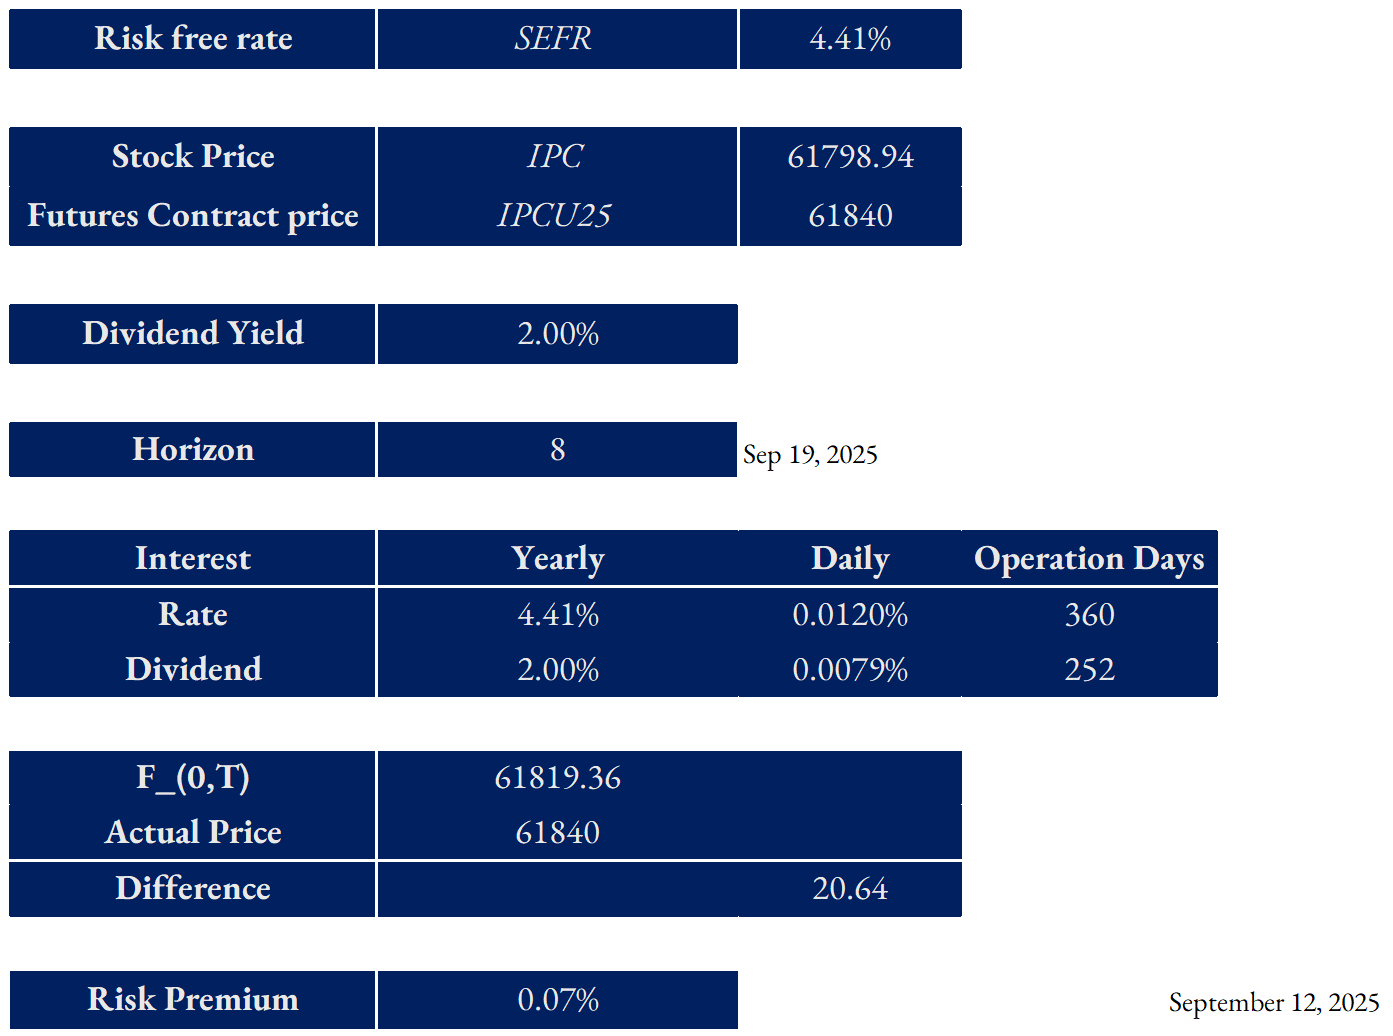 Risk free rate SEFR 4.41%
Stock Price IPC 61798.94
Futures Contract price IPCU25 61840
Dividend Yield 2.00%
Horizon 8 Sep 19, 2025
Interest Yearly Daily Operation Days
Rate 4.41% 0.0120% 360
Dividend 2.00% 0.0079% 252
F_(0,T) 61819.36
Actual Price 61840
Difference 20.64
Risk Premium 0.07% September 12, 2025